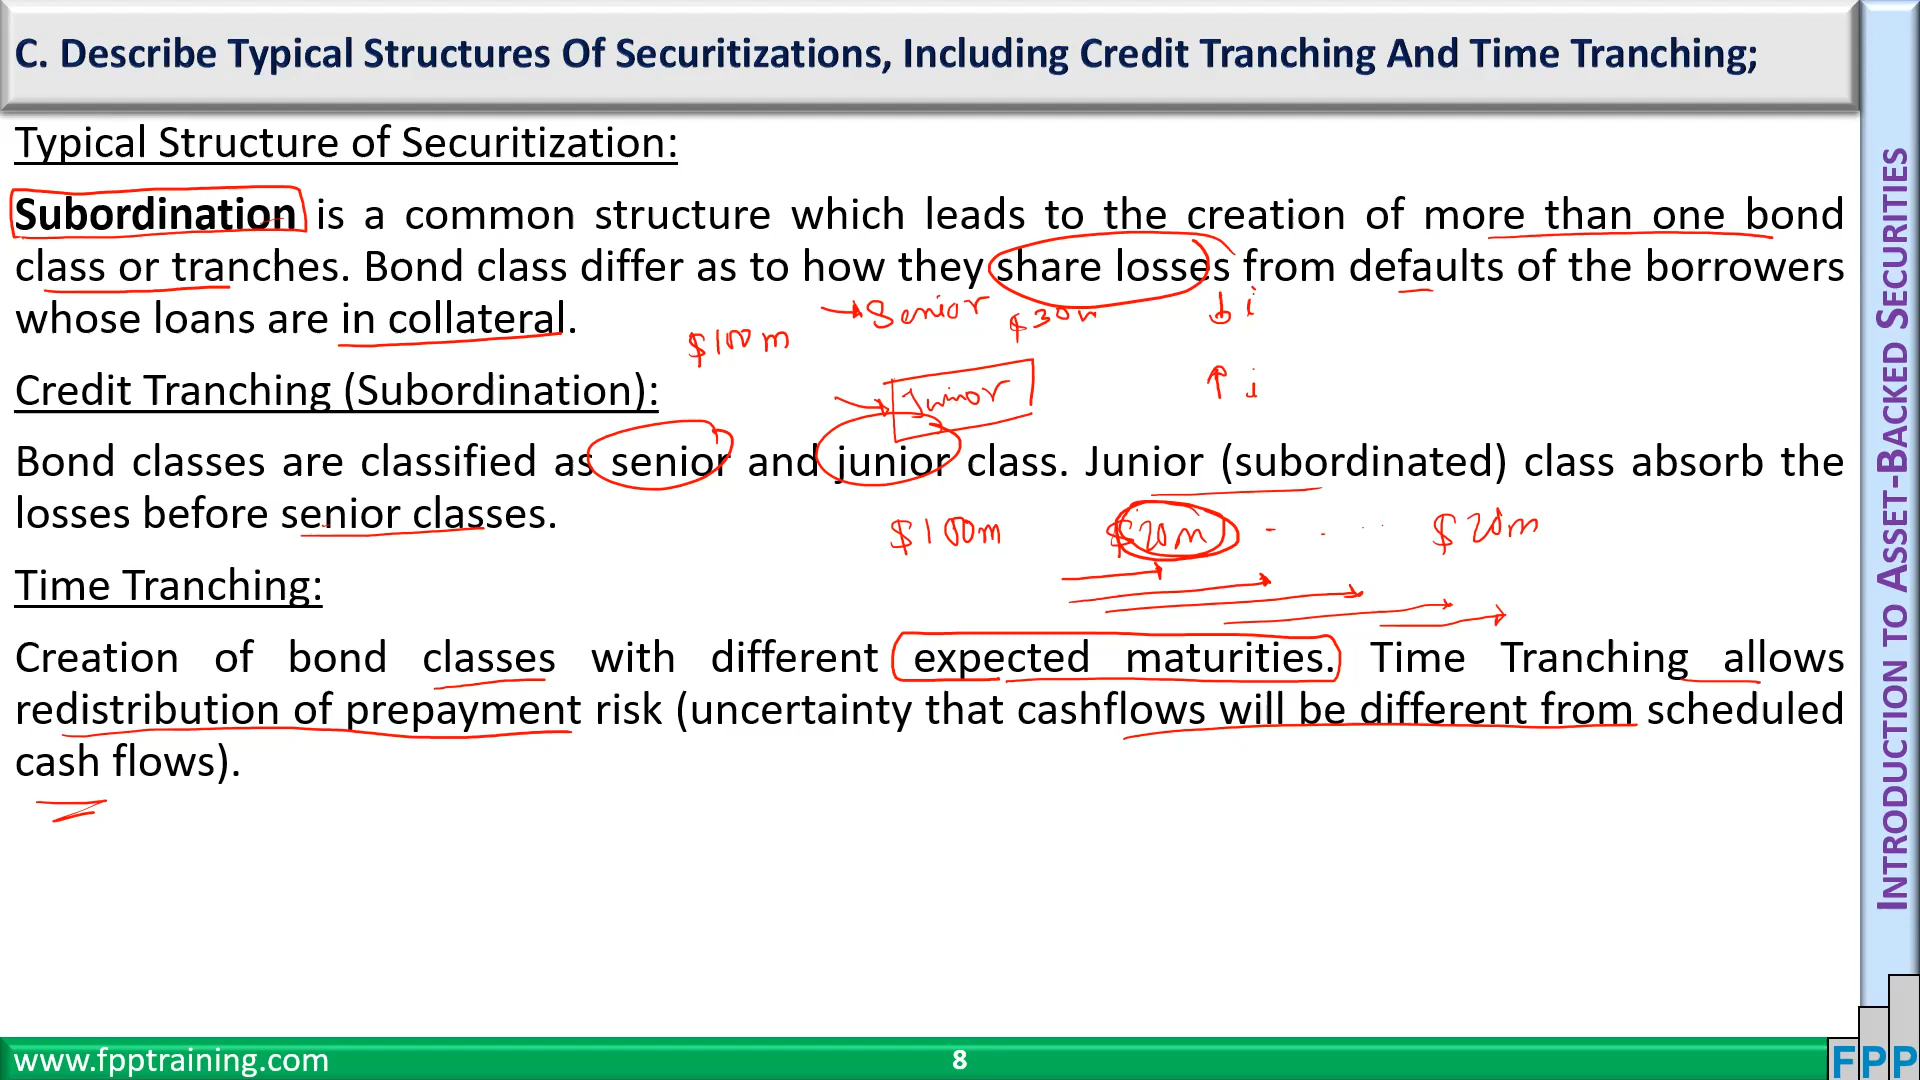 C. Describe Typical Structures Of Securitizations, Including Credit Tranching And Time Tranching;
Typical Structure of Securitization:
Subordination is a common structure which leads to the creation of more than one bond
class or tranches. Bond class differ as to how they share losses from defaults of the borrowers
whose loans are in collateral.
→ Senior $30m ↓ i
$100m
Credit Tranching (Subordination):
Junior ↑ i
Bond classes are classified as senior and junior class. Junior (subordinated) class absorb the
losses before senior classes.
$100m $20m - . . . $20m
Time Tranching:
Creation of bond classes with different expected maturities. Time Tranching allows
redistribution of prepayment risk (uncertainty that cashflows will be different from scheduled
cash flows).
INTRODUCTION TO ASSET-BACKED SECURITIES
www.fpptraining.com
8
FPP